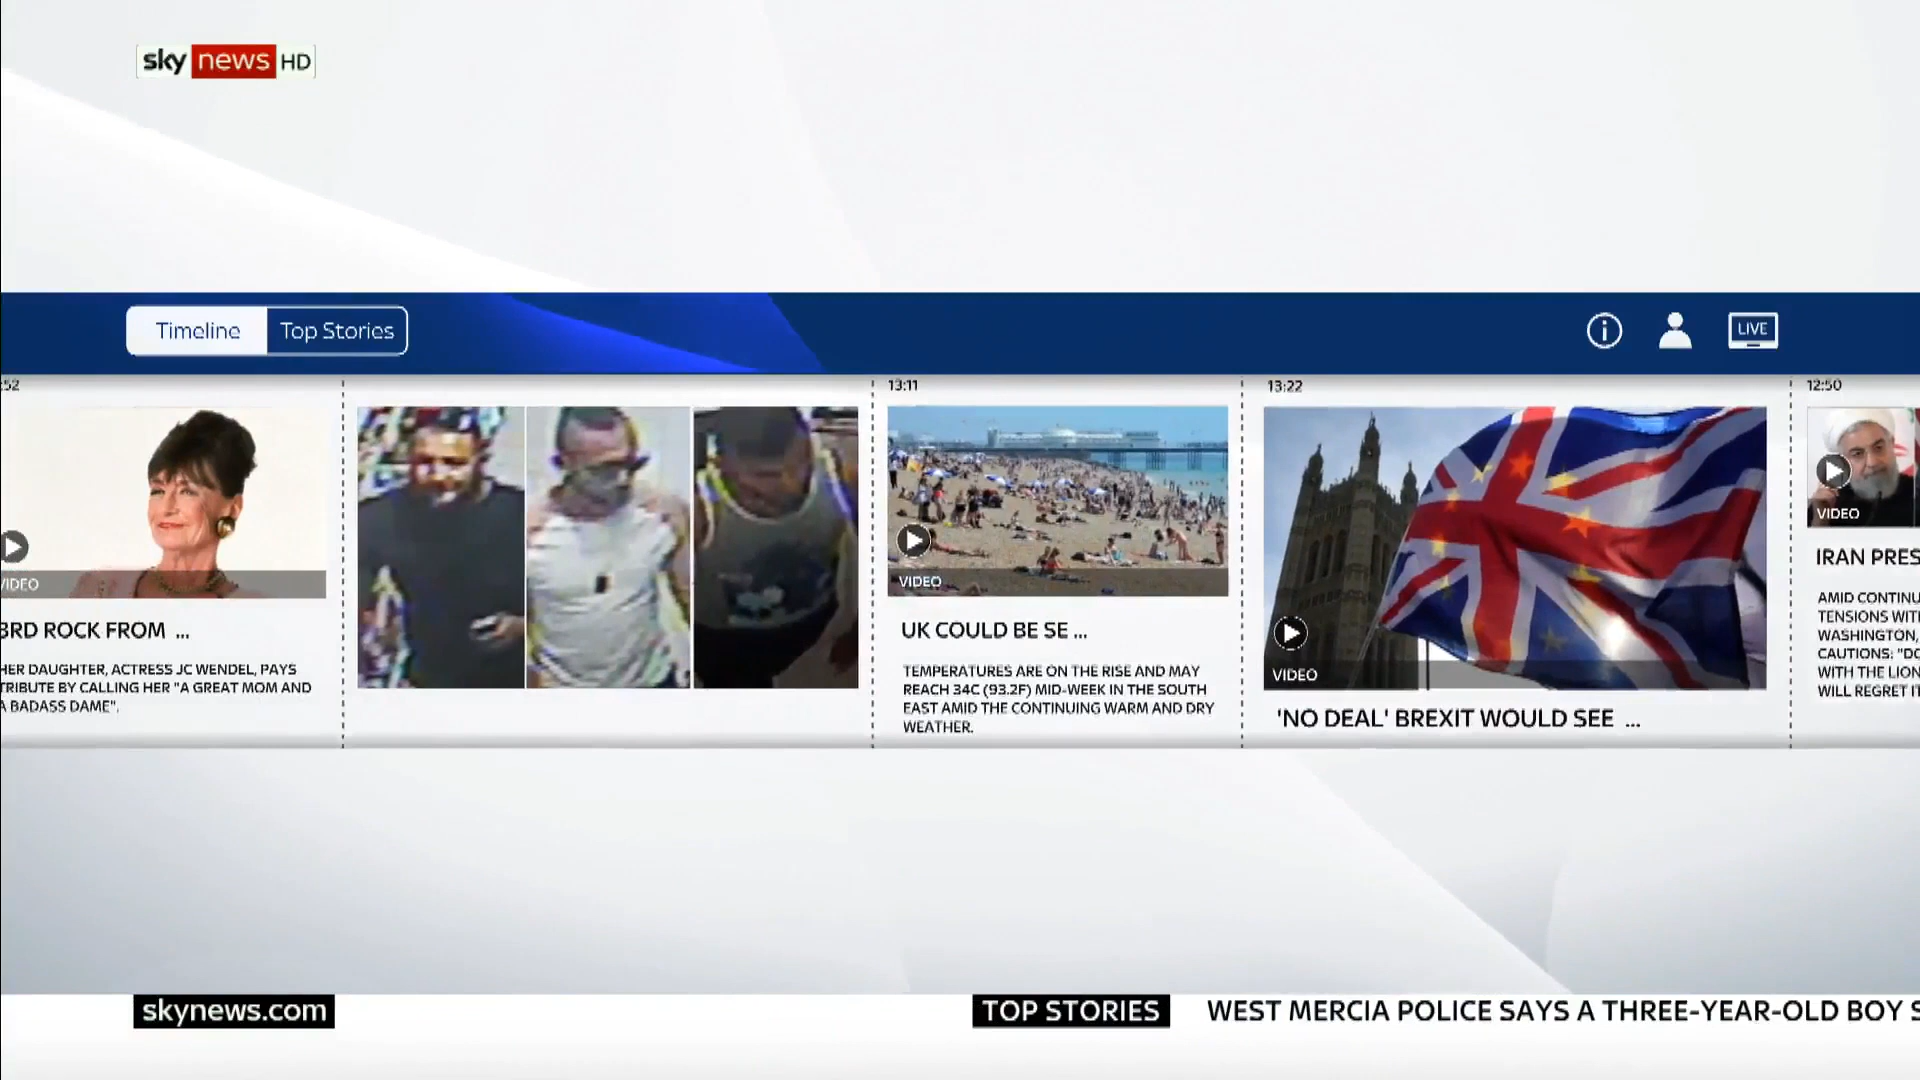 sky news HD
Timeline
Top Stories
LIVE
:52
VIDEO
3RD ROCK FROM ...
HER DAUGHTER, ACTRESS JC WENDEL, PAYS
TRIBUTE BY CALLING HER "A GREAT MOM AND
A BADASS DAME".
13:11
VIDEO
UK COULD BE SE ...
TEMPERATURES ARE ON THE RISE AND MAY
REACH 34C (93.2F) MID-WEEK IN THE SOUTH
EAST AMID THE CONTINUING WARM AND DRY
WEATHER.
13:22
VIDEO
'NO DEAL' BREXIT WOULD SEE ...
12:50
VIDEO
IRAN PRES
AMID CONTINU
TENSIONS WITH
WASHINGTON,
CAUTIONS: "DO
WITH THE LION
WILL REGRET IT
skynews.com
TOP STORIES
WEST MERCIA POLICE SAYS A THREE-YEAR-OLD BOY S